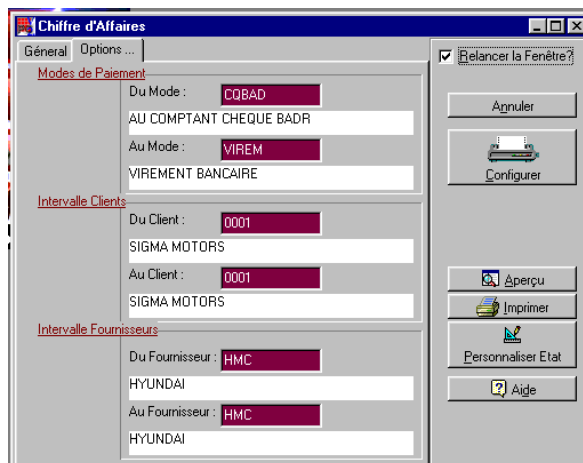 Chiffre d'Affaires
Géneral
Options ...
Relancer la Fenêtre?
Modes de Paiement
Du Mode :
CQBAD
AU COMPTANT CHEQUE BADR
Au Mode :
VIREM
VIREMENT BANCAIRE
Intervalle Clients
Du Client :
0001
SIGMA MOTORS
Au Client :
0001
SIGMA MOTORS
Intervalle Fournisseurs
Du Fournisseur :
HMC
HYUNDAI
Au Fournisseur :
HMC
HYUNDAI
Annuler
Configurer
Aperçu
Imprimer
Personnaliser Etat
Aide